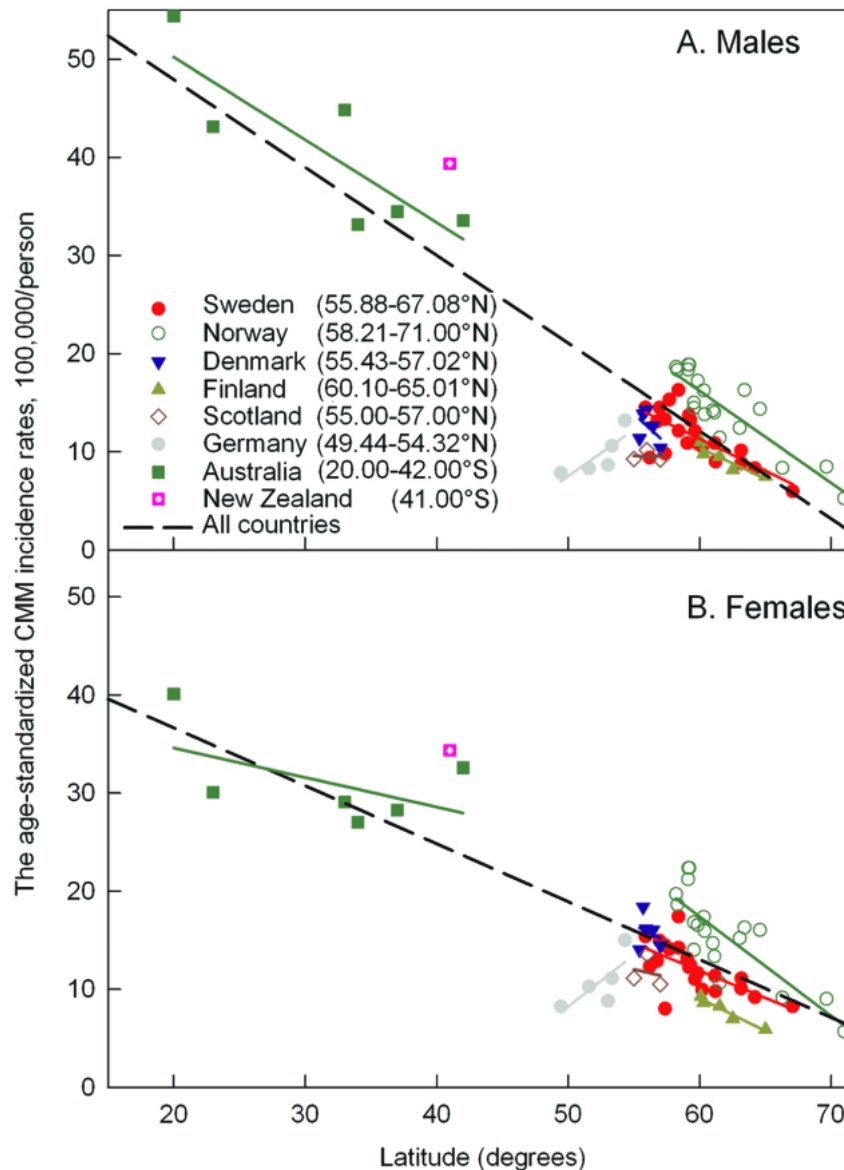 The age-standardized CMM incidence rates, 100,000/person
A. Males
50
40
30
20
10
0
Sweden (55.88-67.08°N)
Norway (58.21-71.00°N)
Denmark (55.43-57.02°N)
Finland (60.10-65.01°N)
Scotland (55.00-57.00°N)
Germany (49.44-54.32°N)
Australia (20.00-42.00°S)
New Zealand (41.00°S)
All countries
B. Females
50
40
30
20
10
0
20 30 40 50 60 70
Latitude (degrees)